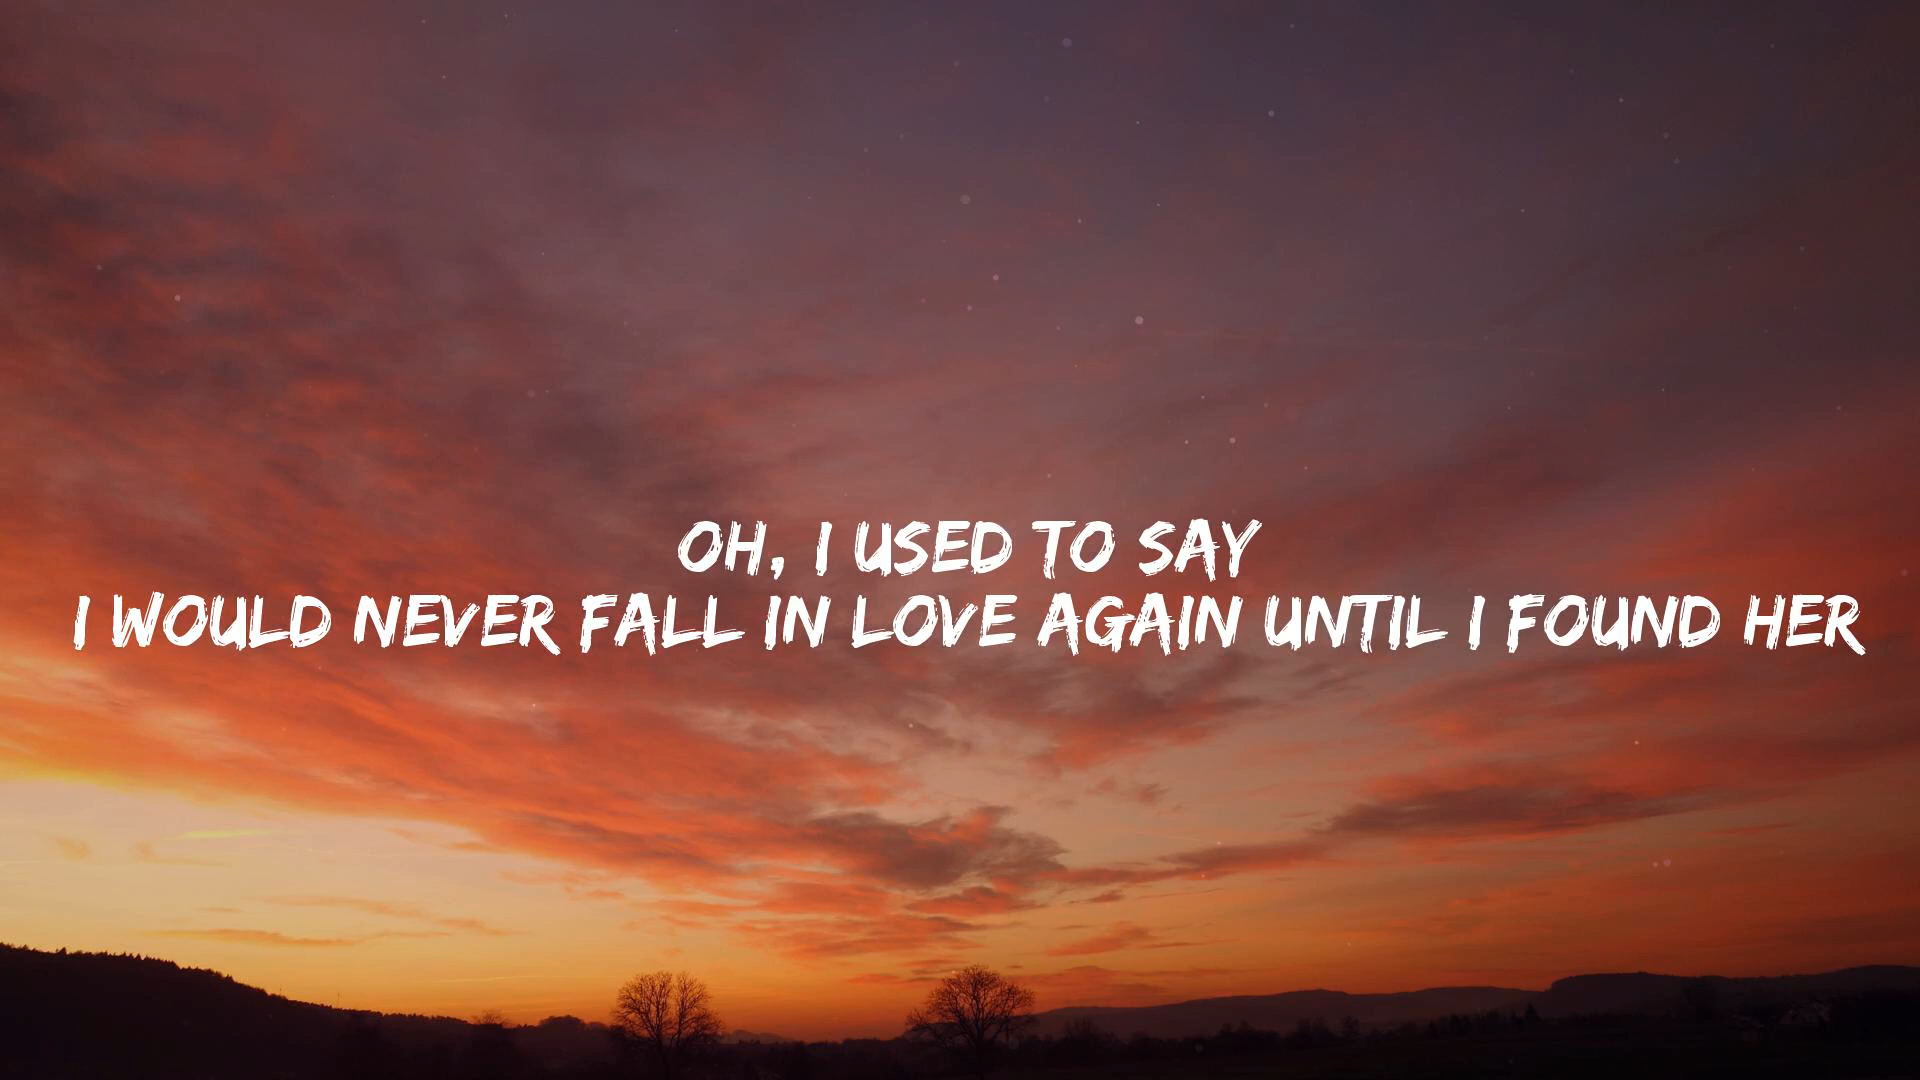 OH, I USED TO SAY
I WOULD NEVER FALL IN LOVE AGAIN UNTIL I FOUND HER